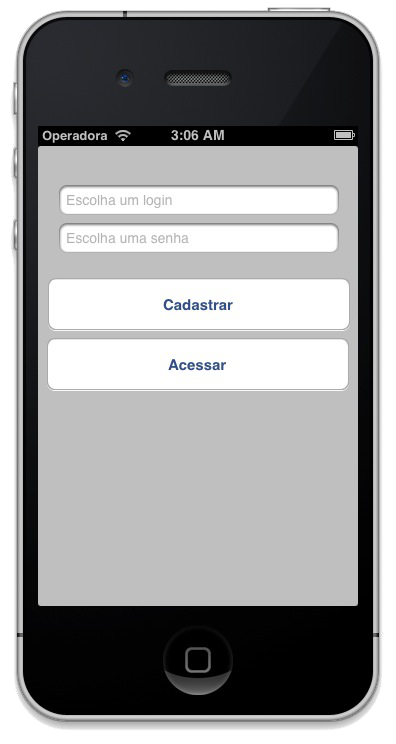 Operadora 3:06 AM
Escolha um login
Escolha uma senha
Cadastrar
Acessar